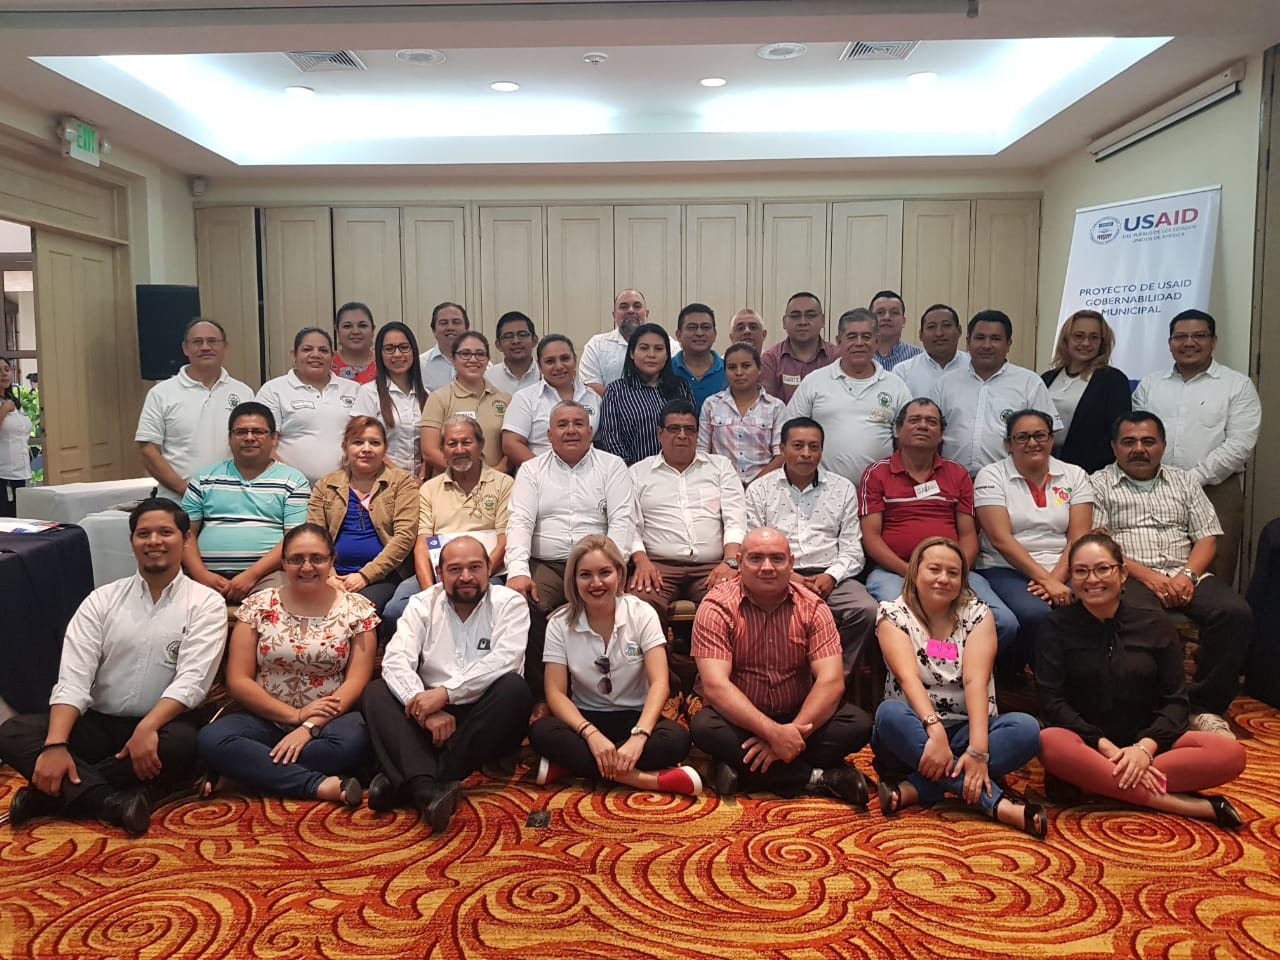 EXIT
USAID
DEL PUEBLO DE LOS ESTADOS
UNIDOS DE AMÉRICA
PROYECTO DE USAID
GOBERNABILIDAD
MUNICIPAL